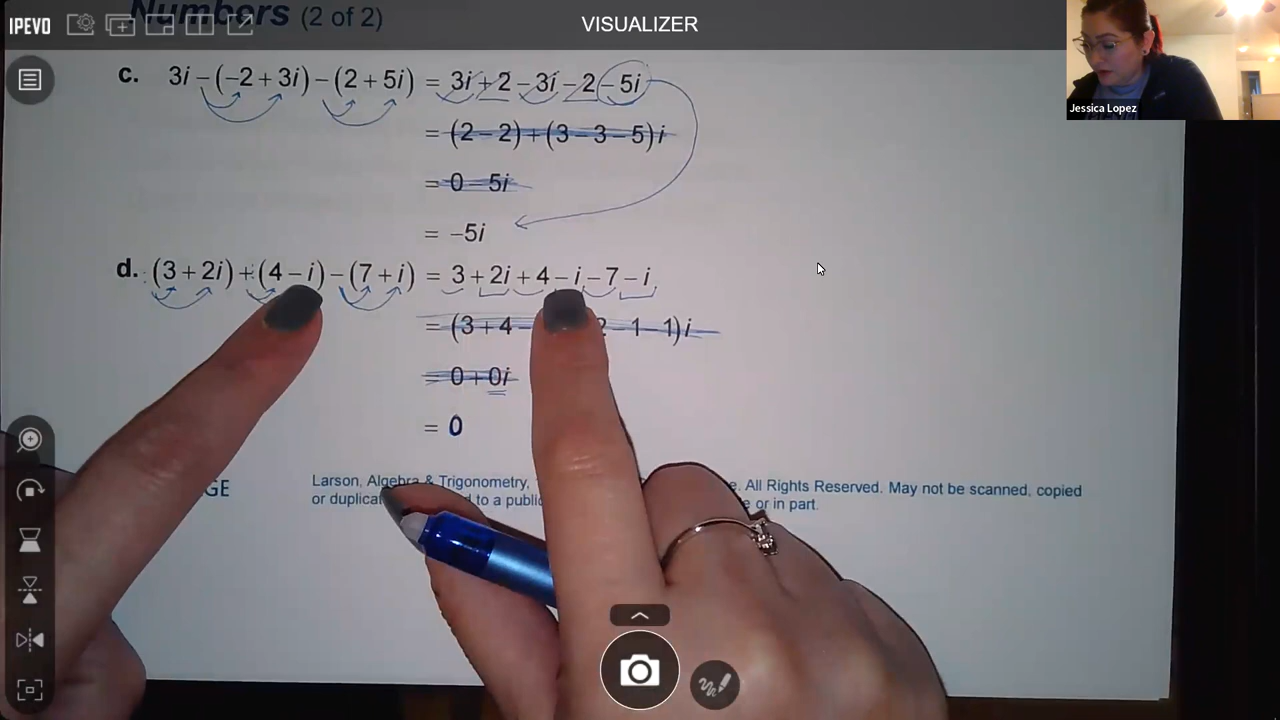 Numbers (2 of 2)
IPEVO
VISUALIZER
Jessica Lopez
c. 3i − (−2 + 3i) − (2 + 5i) = 3i + 2 − 3i − 2 − 5i
= (2 − 2) + (3 − 3 − 5)i
= 0 − 5i
= −5i
d. (3 + 2i) + (4 − i) − (7 + i) = 3 + 2i + 4 − i − 7 − i
= (3 + 4 − 2 − 1 − 1)i
= 0 + 0i
= 0
GE
Larson, Algebra & Trigonometry, All Rights Reserved. May not be scanned, copied
or to a or in part.